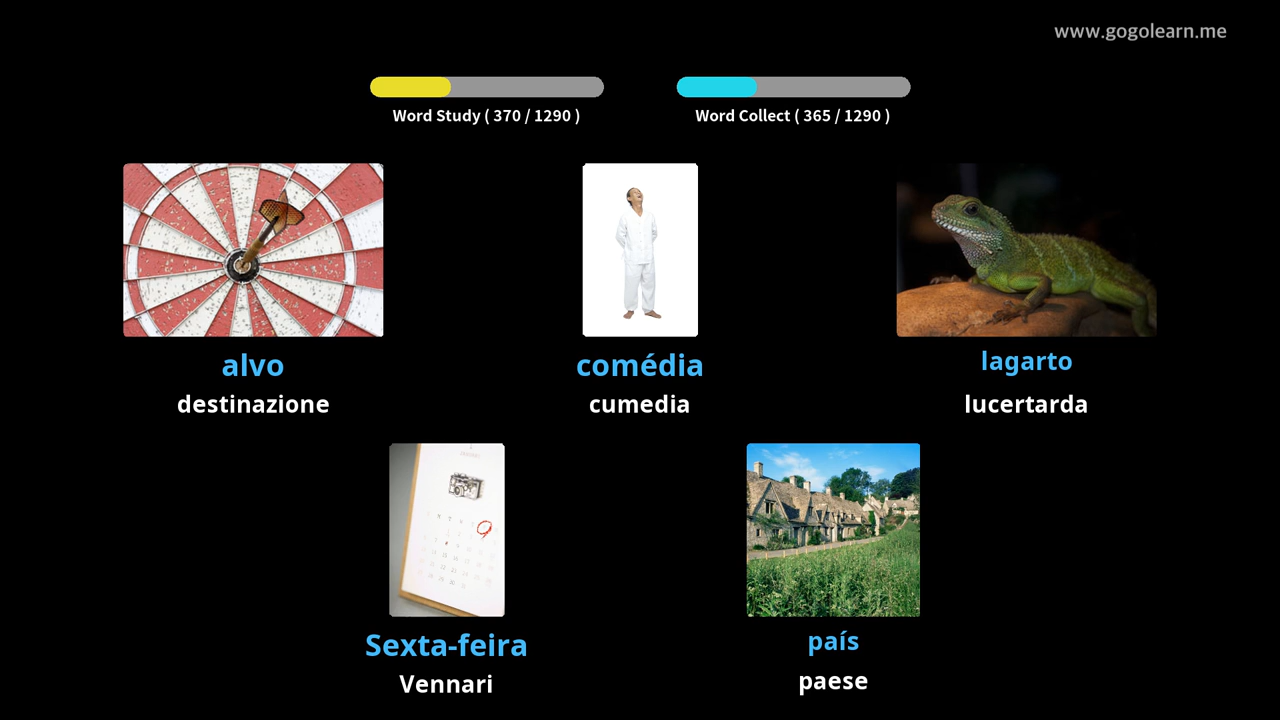 www.gogolearn.me
Word Study ( 370 / 1290 )
Word Collect ( 365 / 1290 )
alvo
destinazione
comédia
cumedia
lagarto
lucertarda
Sexta-feira
Vennari
país
paese